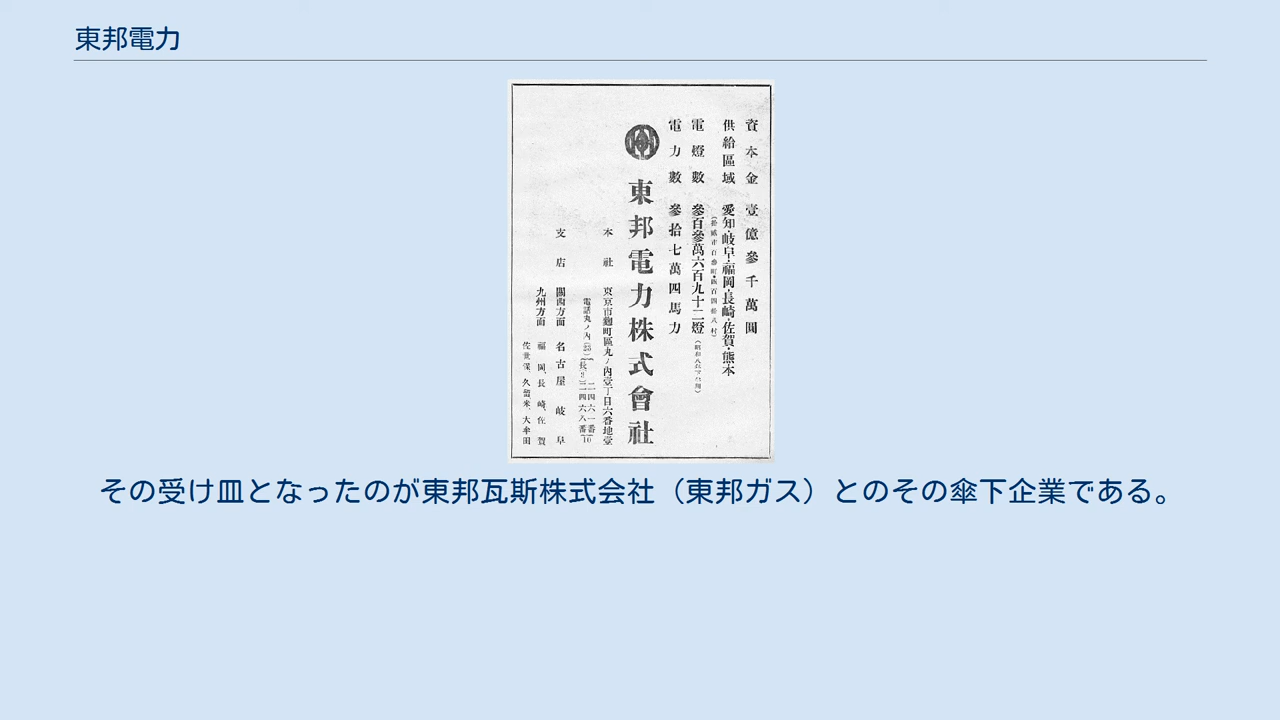 東邦電力
資本金 壹億參千萬圓
供給區域 愛知・岐阜・福岡・長崎・佐賀・熊本
電燈數 參百參萬六百九十二燈
電力數 參拾七萬四馬力
東邦電力株式會社
本社 東京市麴町區丸ノ內壹丁目六番地壹
支店 關西方面 名古屋 岐阜
九州方面 福岡、長崎、佐賀
佐世保、久留米、大牟田
その受け皿となったのが東邦瓦斯株式会社（東邦ガス）とのその傘下企業である。